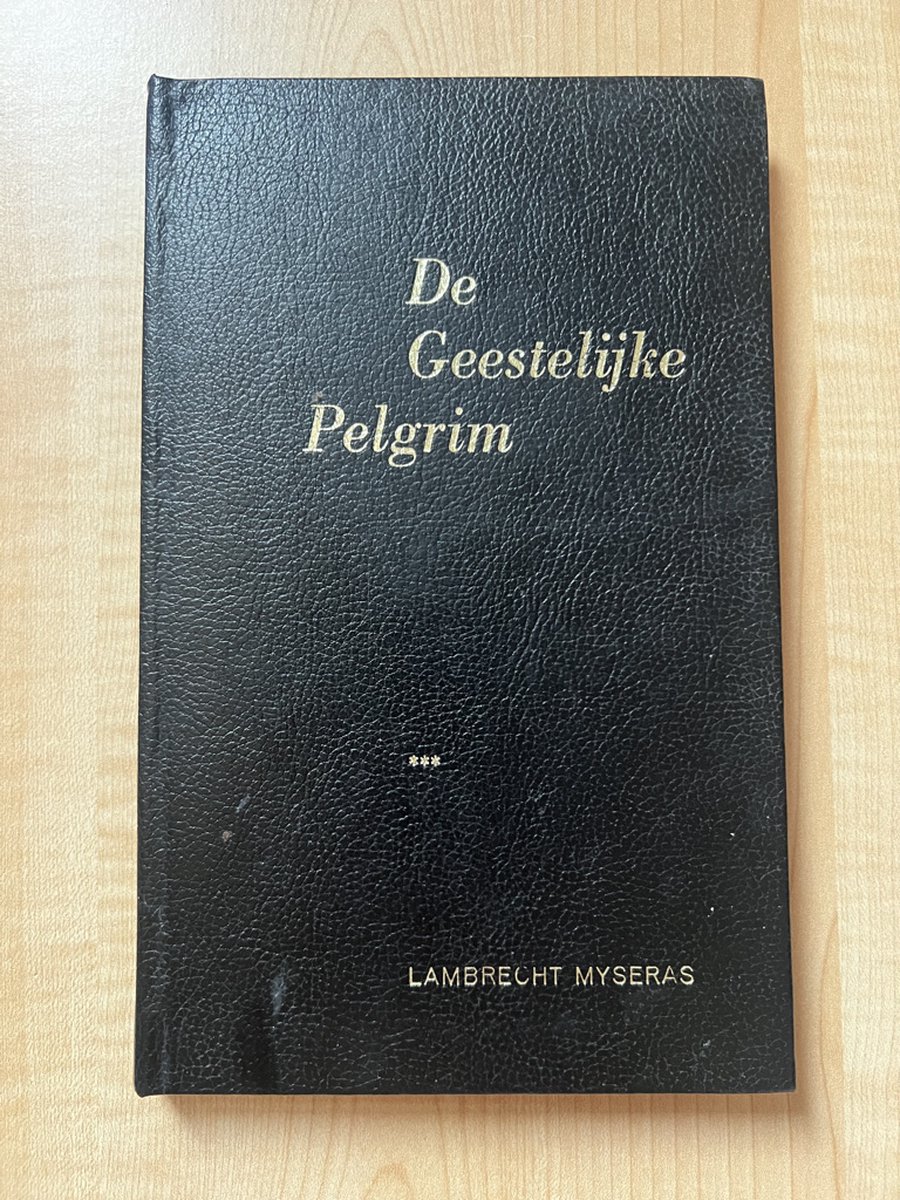 De
Geestelijke
Pelgrim
***
LAMBRECHT MYSERAS